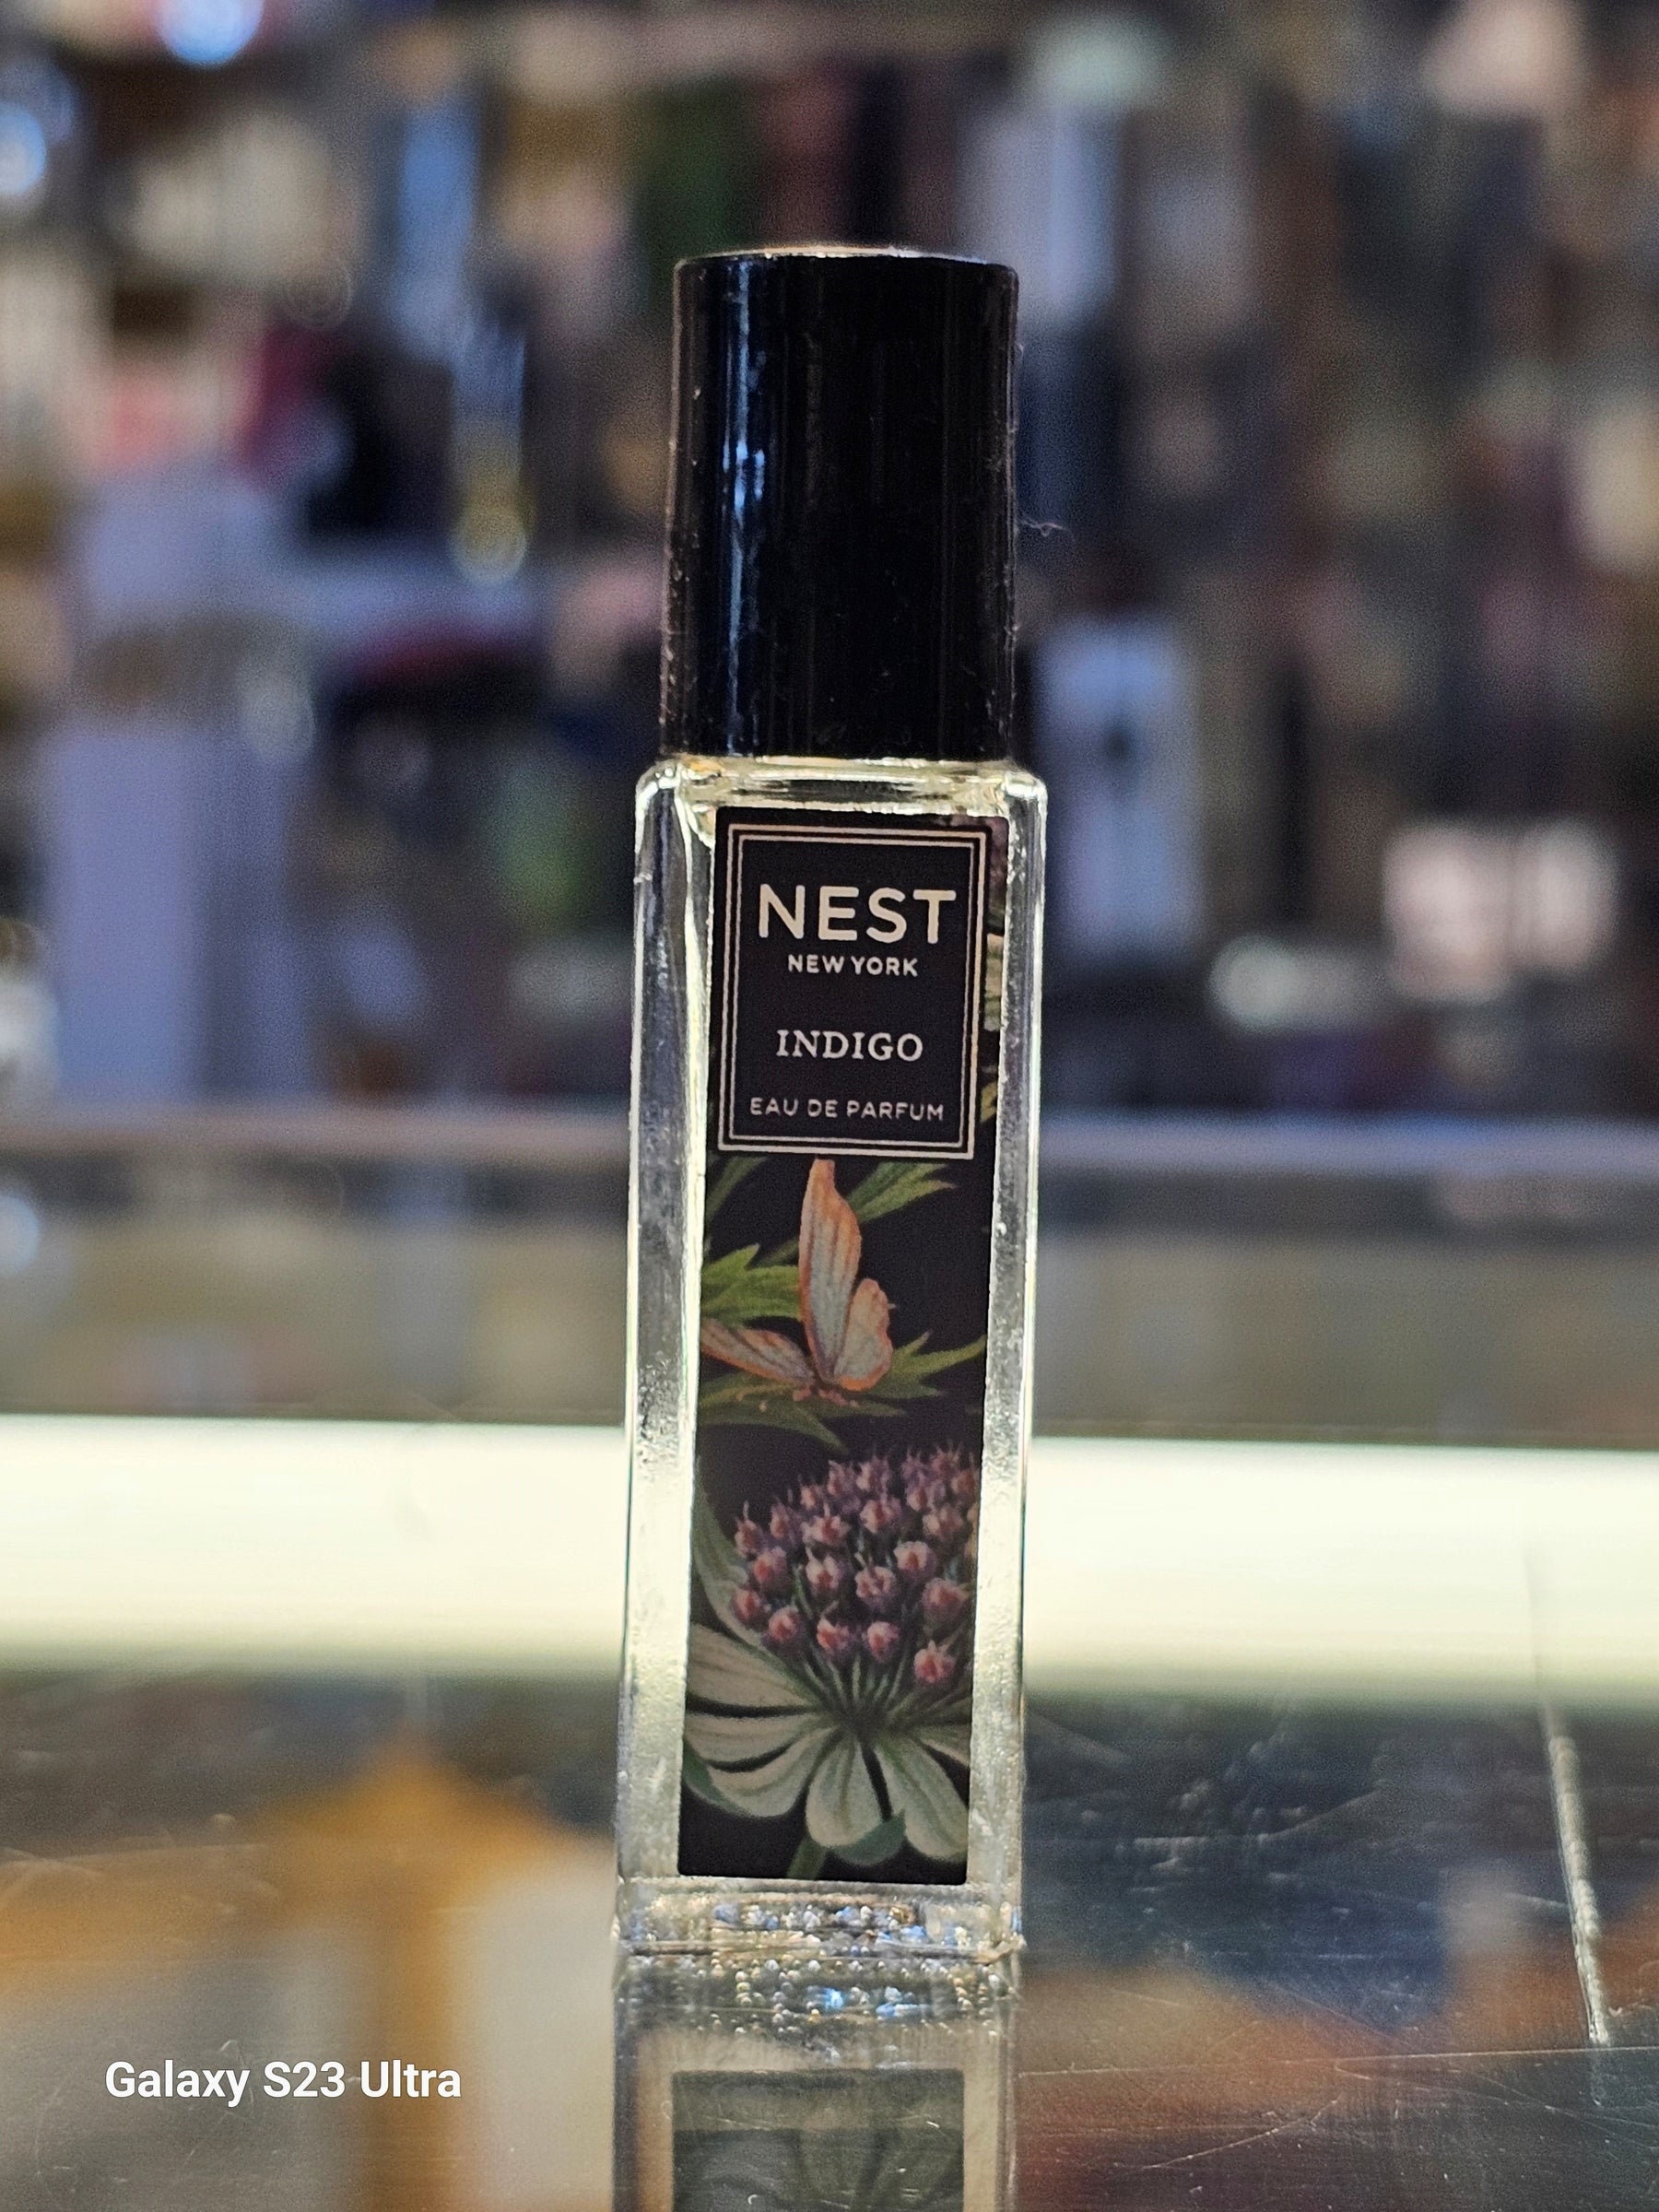 NEST
NEW YORK
INDIGO
EAU DE PARFUM
Galaxy S23 Ultra